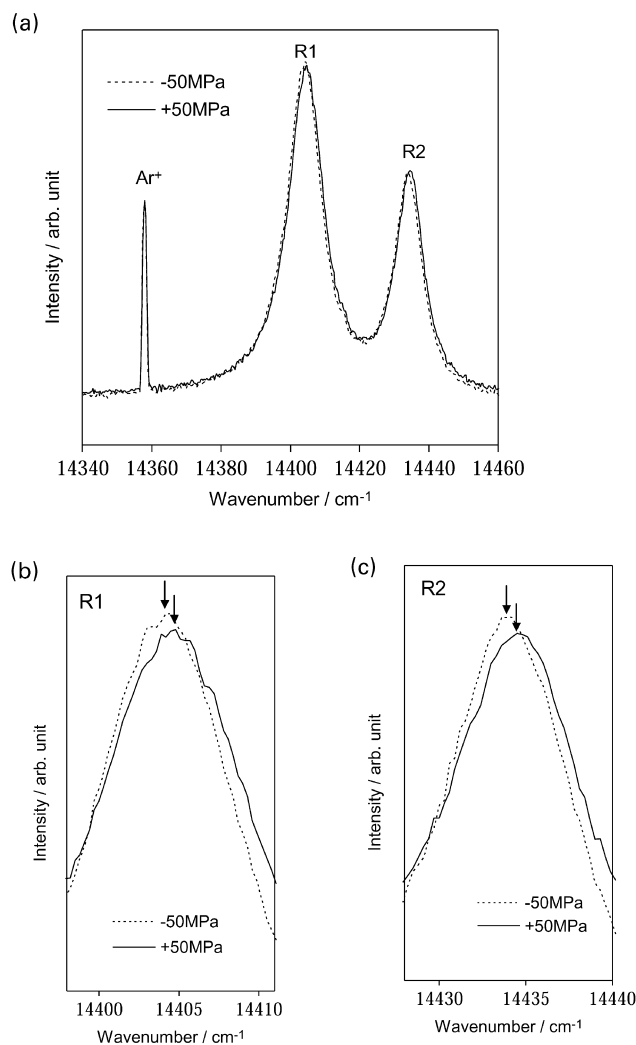 (a)
R1
-50MPa
+50MPa
R2
Ar⁺
Intensity / arb. unit
14340 14360 14380 14400 14420 14440 14460
Wavenumber / cm⁻¹
(b)
R1
Intensity / arb. unit
-50MPa
+50MPa
14400 14405 14410
Wavenumber / cm⁻¹
(c)
R2
Intensity / arb. unit
-50MPa
+50MPa
14430 14435 14440
Wavenumber / cm⁻¹